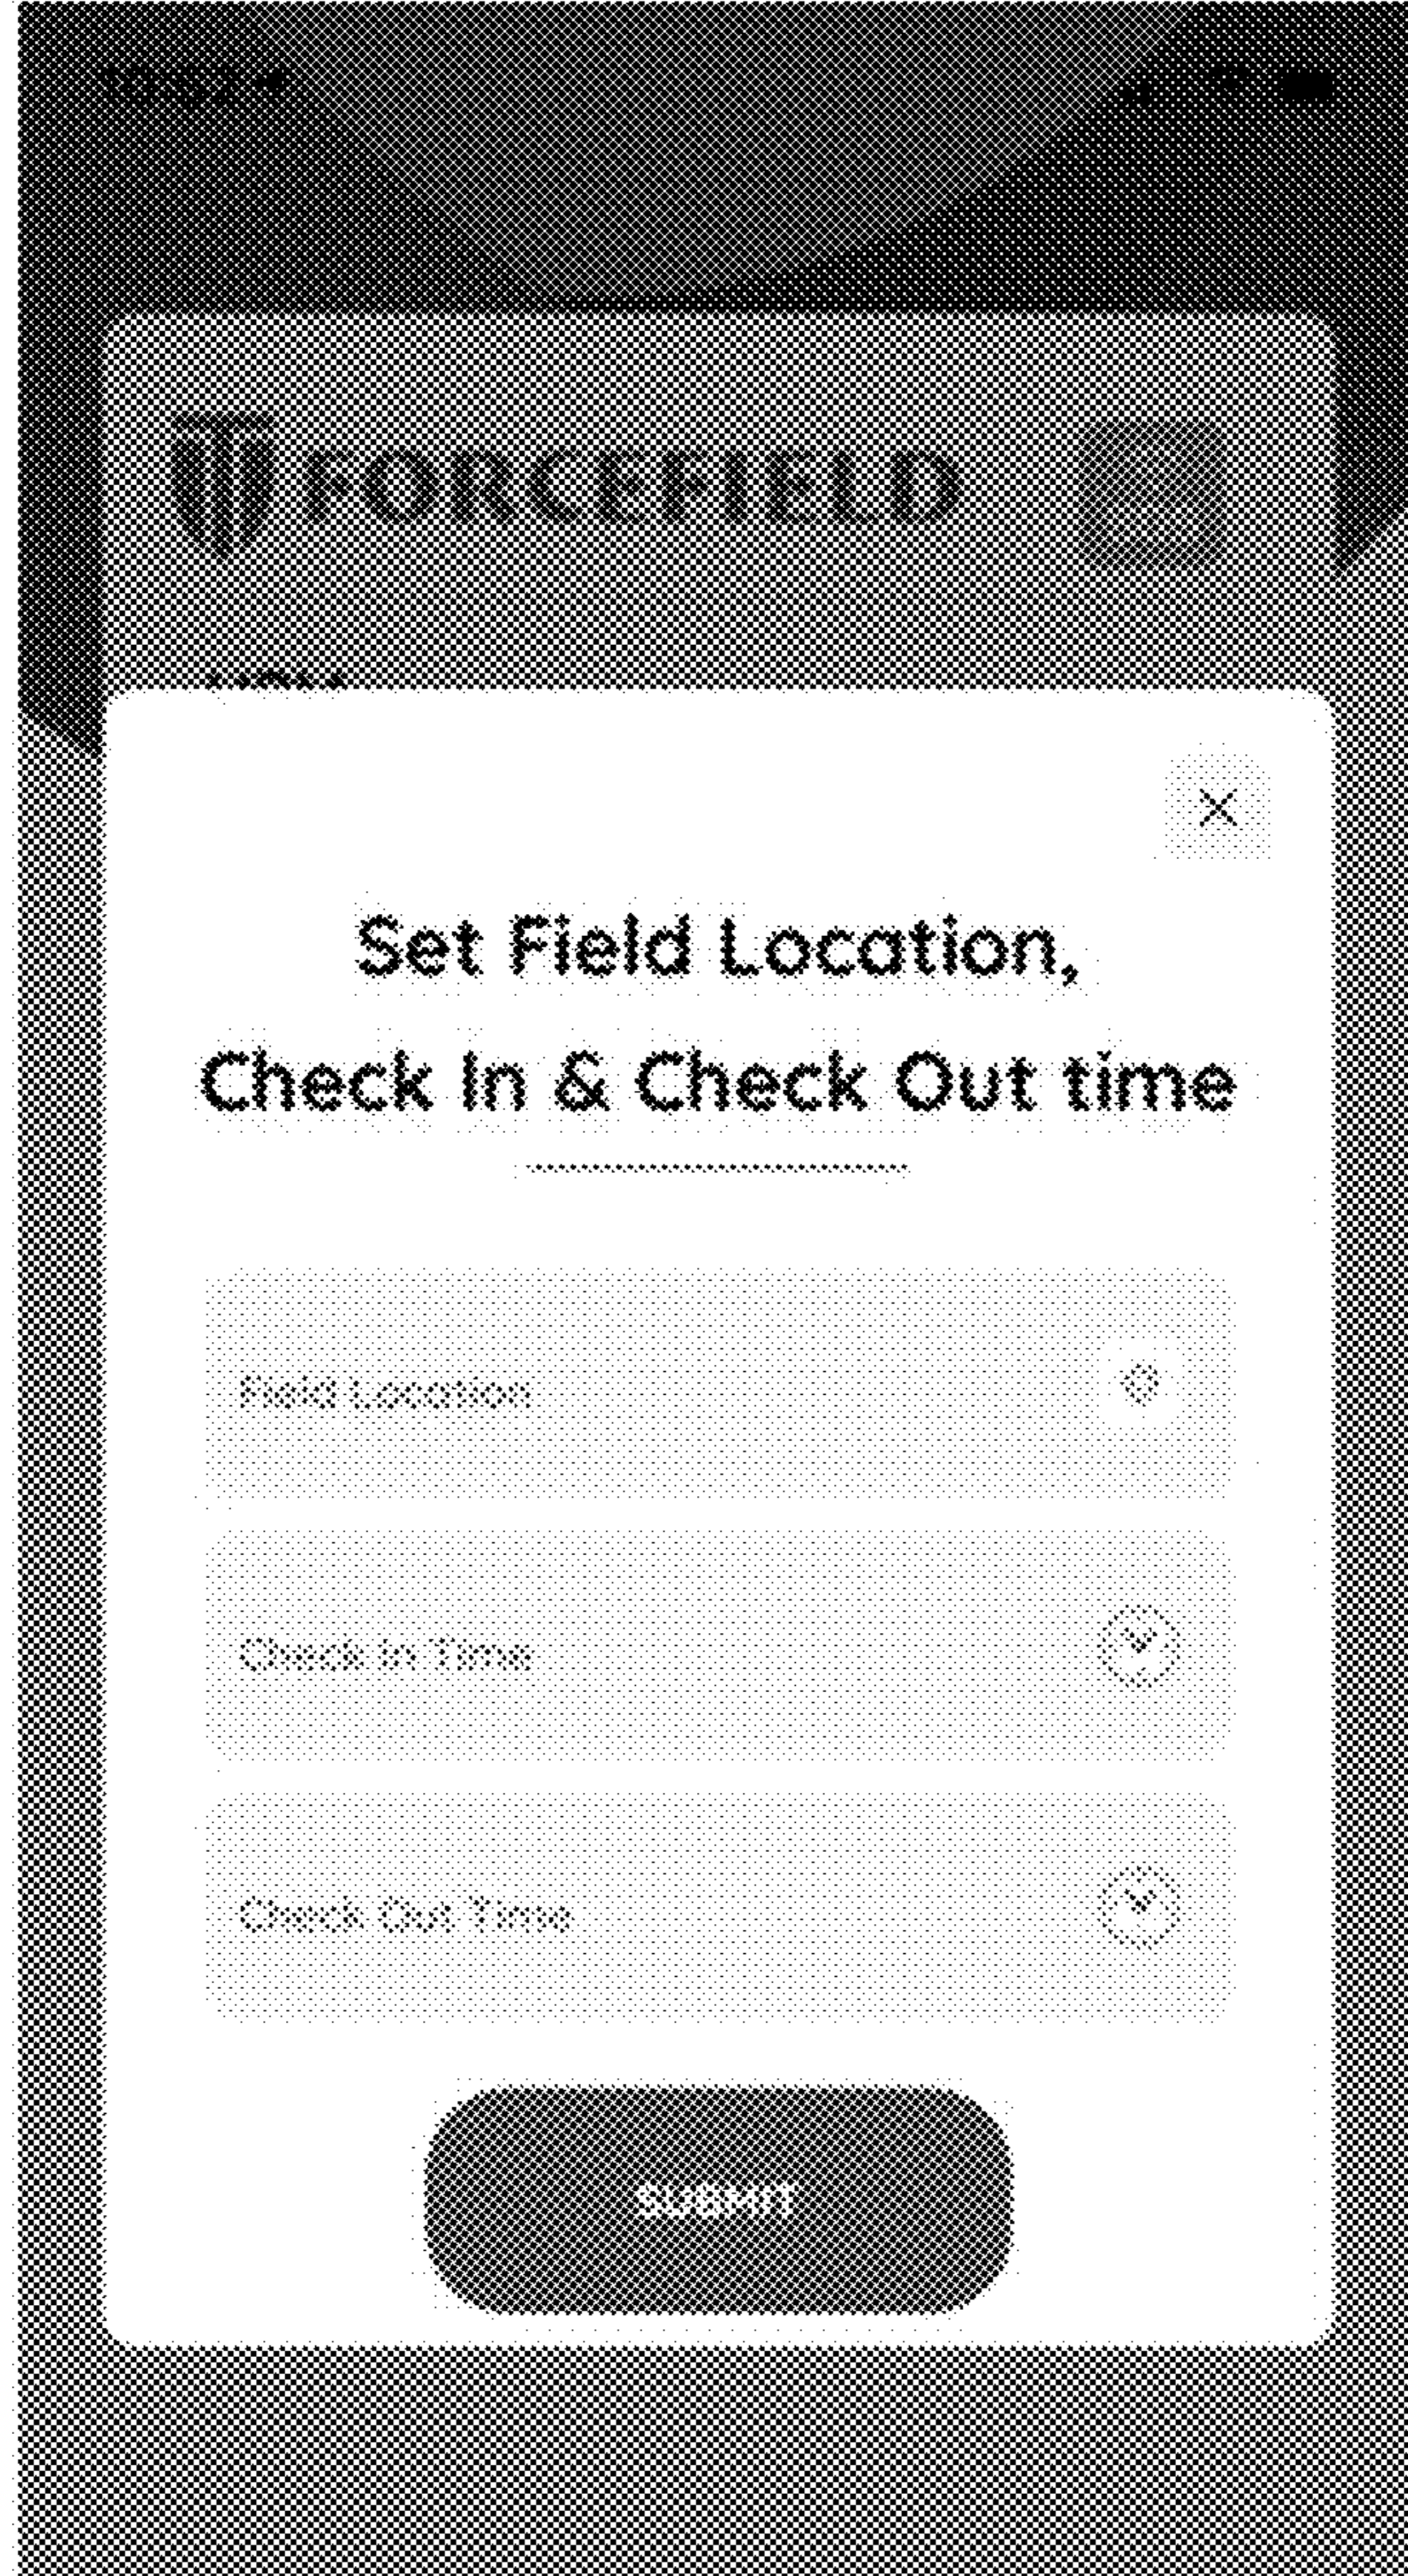 FORCEFIELD
Set Field Location,
Check In & Check Out time
Field Location
Check in Time
Check Out Time
SUBMIT